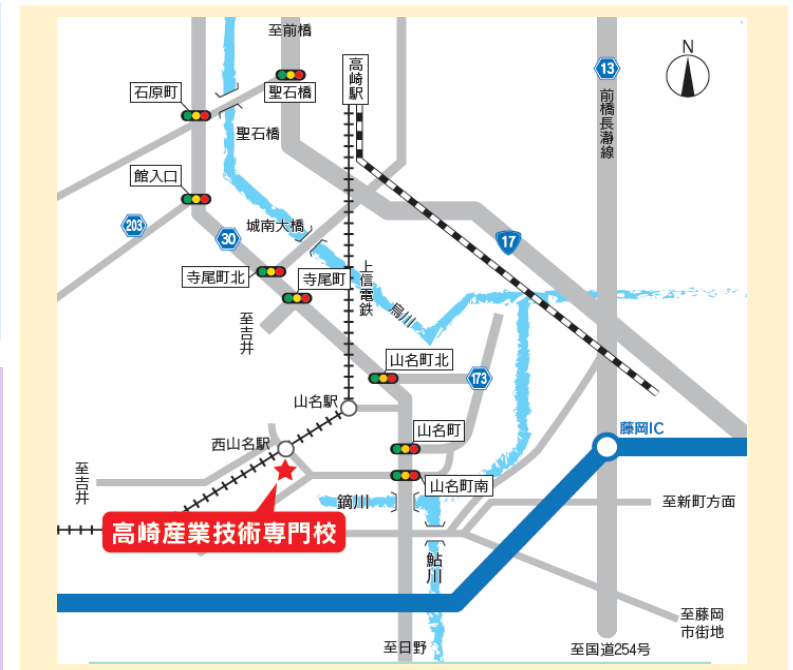 至前橋
N
高崎駅
13
石原町
聖石橋
前橋長瀞線
聖石橋
館入口
203
30
城南大橋
17
寺尾町北
寺尾町
上信電鉄
烏川
至吉井
山名町北
173
山名駅
山名町
藤岡IC
西山名駅
至吉井
山名町南
鏑川
至新町方面
高崎産業技術専門校
鮎川
至藤岡
市街地
至日野
至国道254号